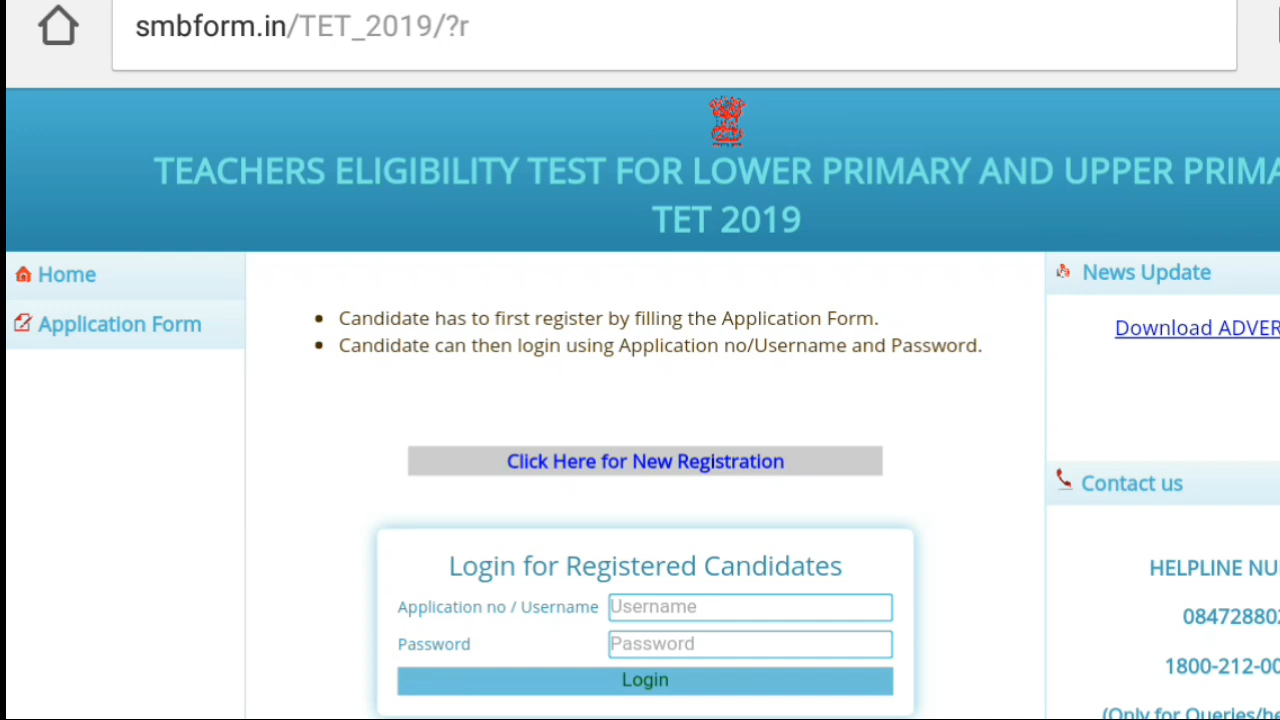 smbform.in/TET_2019/?r
TEACHERS ELIGIBILITY TEST FOR LOWER PRIMARY AND UPPER
TET 2019
Home
Application Form
Candidate has to first register by filling the Application Form.
Candidate can then login using Application no/Username and Password.
Click Here for New Registration
Login for Registered Candidates
Application no / Username Username
Password Password
Login
News Update
Download
Contact us
HELPLINE
(Only for